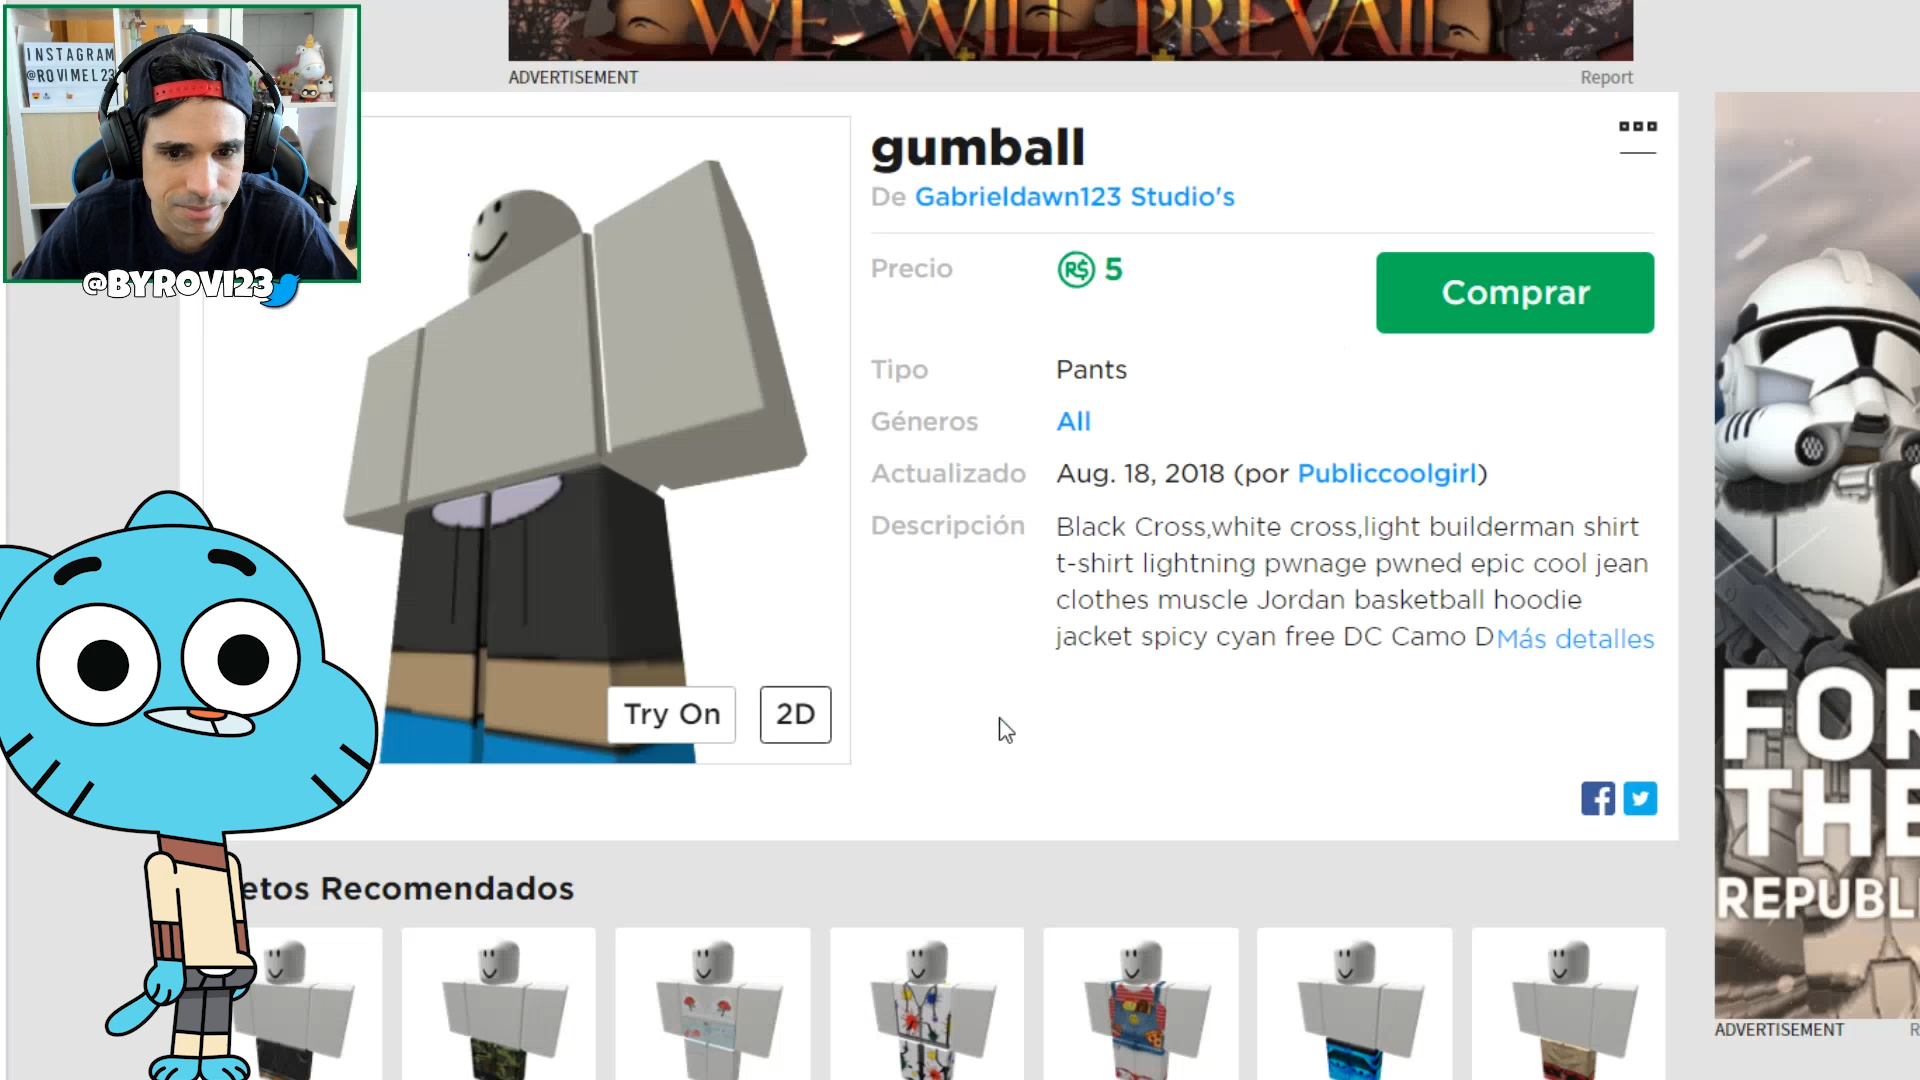 INSTAGRAM
@ROVIMEL23
@BYROVI23
WE WILL PREVAIL
ADVERTISEMENT
Report
gumball
De Gabrieldawn123 Studio's
Precio
R$ 5
Comprar
Tipo
Pants
Géneros
All
Actualizado
Aug. 18, 2018 (por Publiccoolgirl)
Descripción
Black Cross,white cross,light builderman shirt
t-shirt lightning pwnage pwned epic cool jean
clothes muscle Jordan basketball hoodie
jacket spicy cyan free DC Camo D Más detalles
Try On
2D
etos Recomendados
FOR
THE
REPUBL
ADVERTISEMENT
R